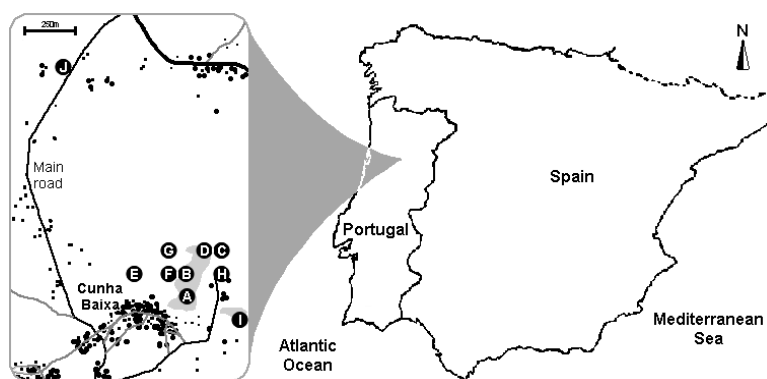 250m
J
Main
road
G
D
C
E
F
B
H
A
Cunha
Baixa
I
N
Spain
Portugal
Atlantic
Ocean
Mediterranean
Sea